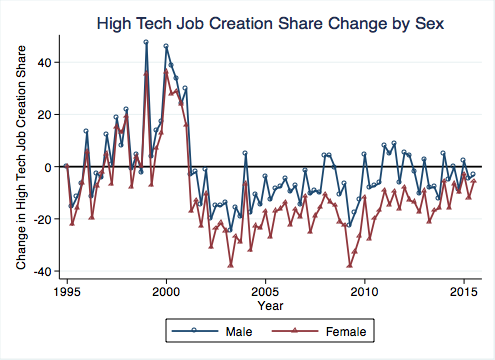 High Tech Job Creation Share Change by Sex
Change in High Tech Job Creation Share
40
20
0
-20
-40
1995
2000
2005
2010
2015
Year
Male
Female